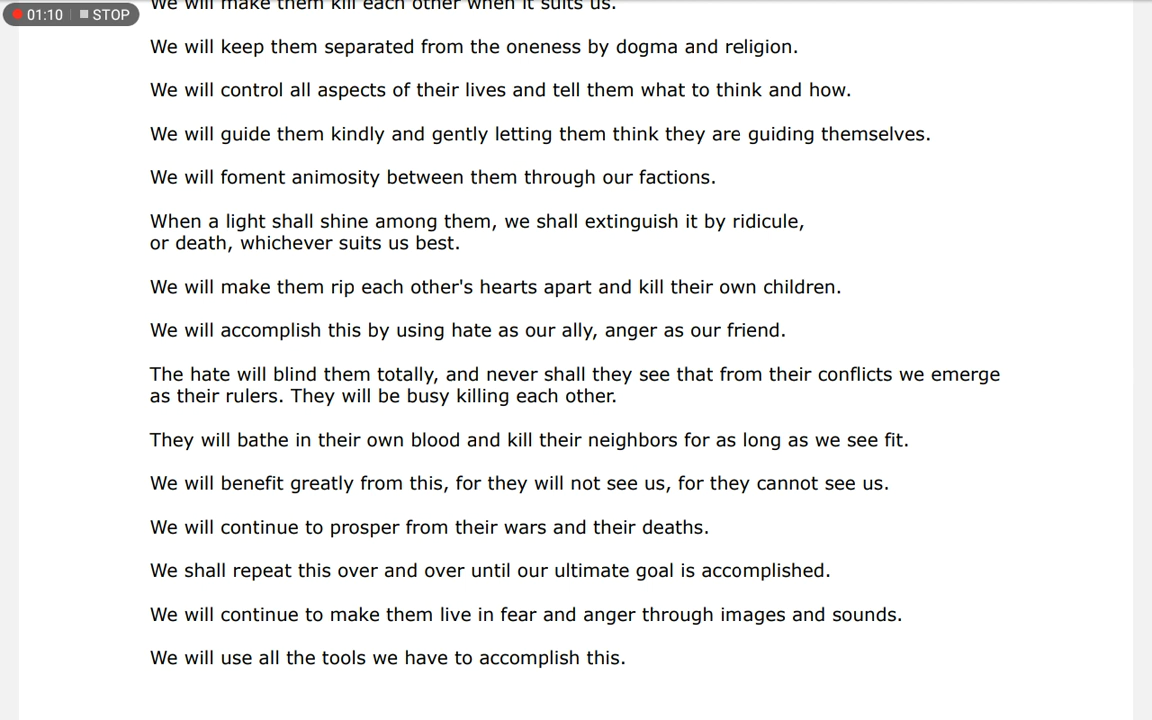 We will make them kill each other when it suits us.
01:10 STOP
We will keep them separated from the oneness by dogma and religion.
We will control all aspects of their lives and tell them what to think and how.
We will guide them kindly and gently letting them think they are guiding themselves.
We will foment animosity between them through our factions.
When a light shall shine among them, we shall extinguish it by ridicule,
or death, whichever suits us best.
We will make them rip each other's hearts apart and kill their own children.
We will accomplish this by using hate as our ally, anger as our friend.
The hate will blind them totally, and never shall they see that from their conflicts we emerge
as their rulers. They will be busy killing each other.
They will bathe in their own blood and kill their neighbors for as long as we see fit.
We will benefit greatly from this, for they will not see us, for they cannot see us.
We will continue to prosper from their wars and their deaths.
We shall repeat this over and over until our ultimate goal is accomplished.
We will continue to make them live in fear and anger through images and sounds.
We will use all the tools we have to accomplish this.